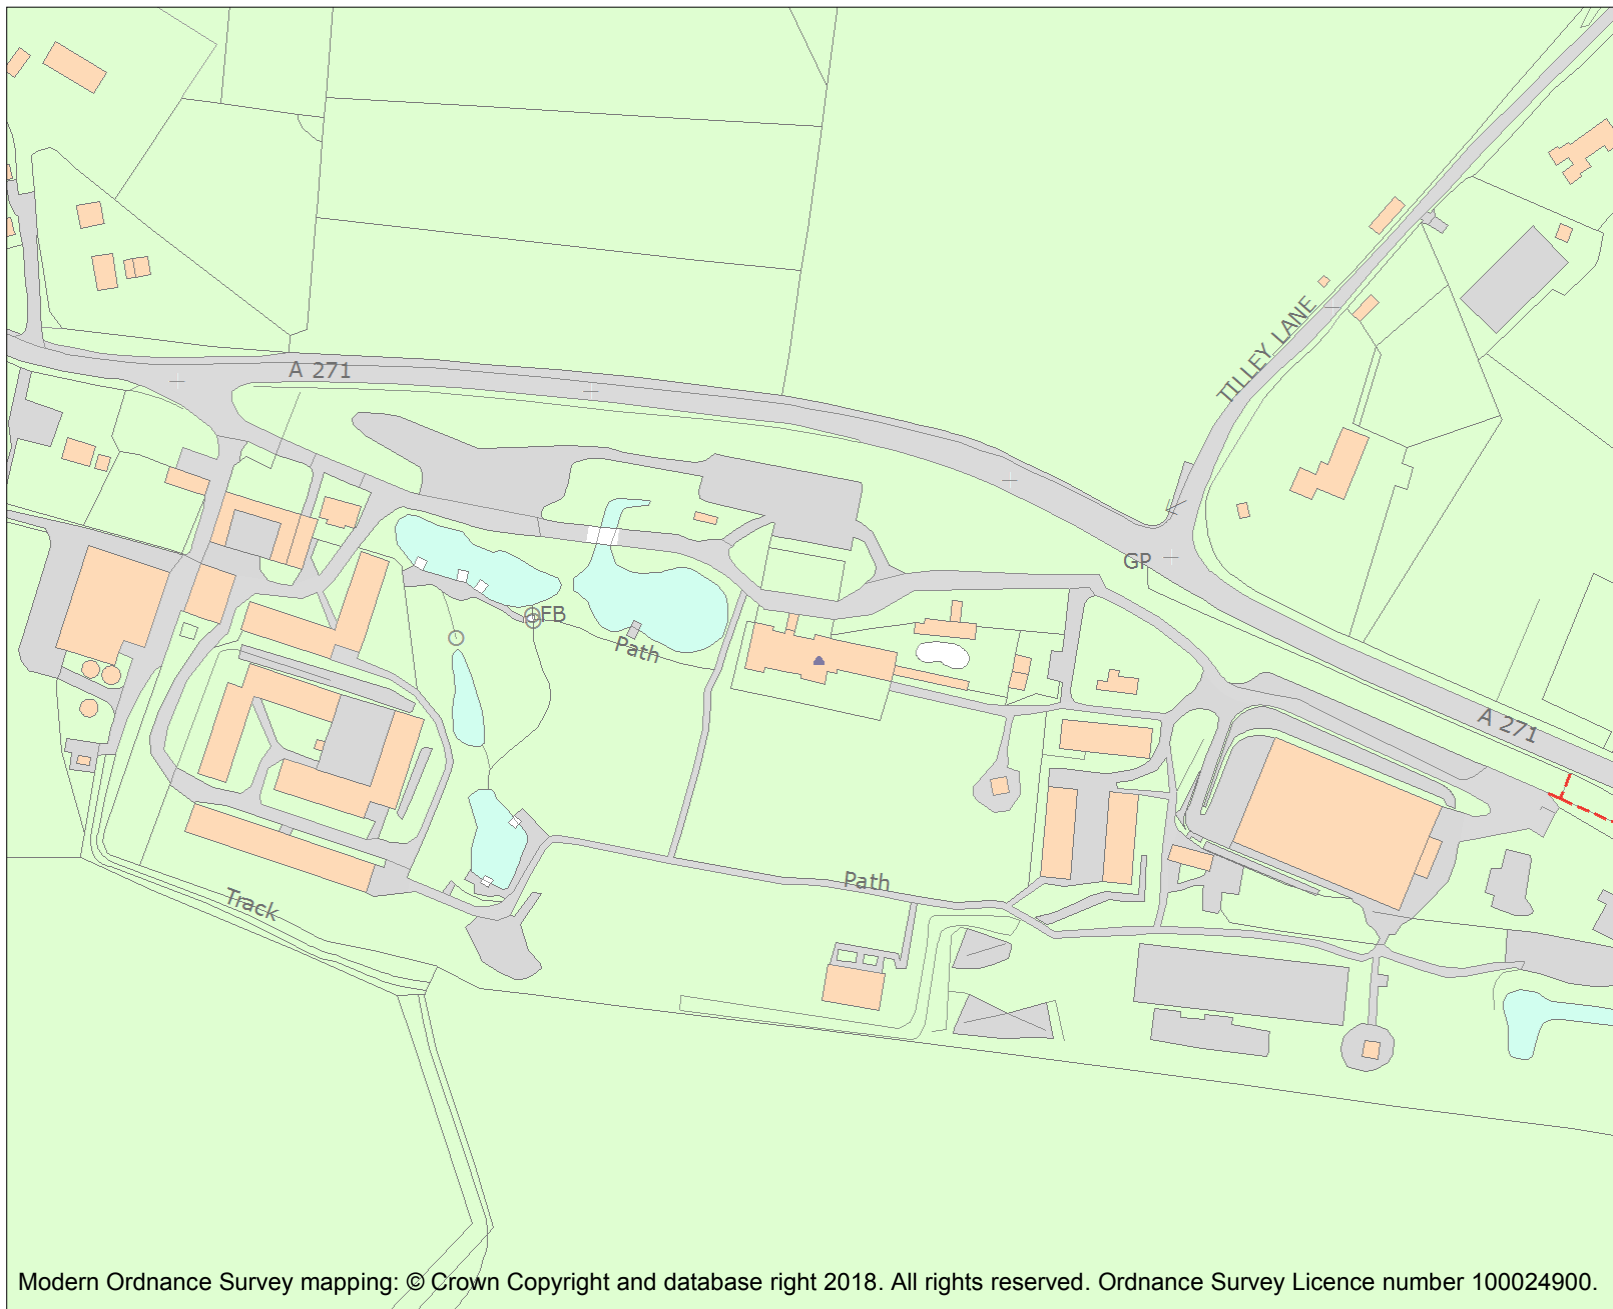 A 271
TILLEY LANE
GP
FB
Path
A 271
Path
Track
Modern Ordnance Survey mapping: © Crown Copyright and database right 2018. All rights reserved. Ordnance Survey Licence number 100024900.